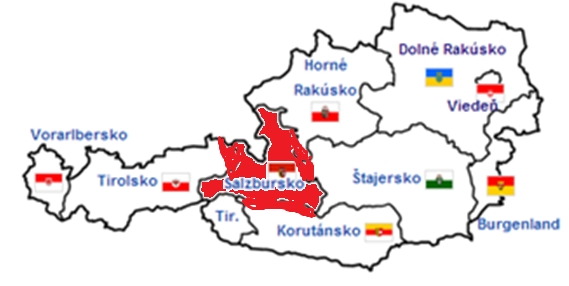 Dolné Rakúsko
Horné
Rakúsko
Viedeň
Vorarlbersko
Tirolsko
Salzbursko
Štajersko
Tir.
Korutánsko
Burgenland